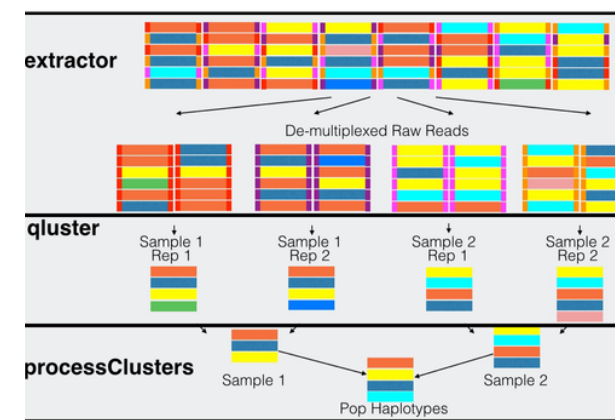 extractor
De-multiplexed Raw Reads
qluster
Sample 1
Rep 1
Sample 1
Rep 2
Sample 2
Rep 1
Sample 2
Rep 2
processClusters
Sample 1
Sample 2
Pop Haplotypes